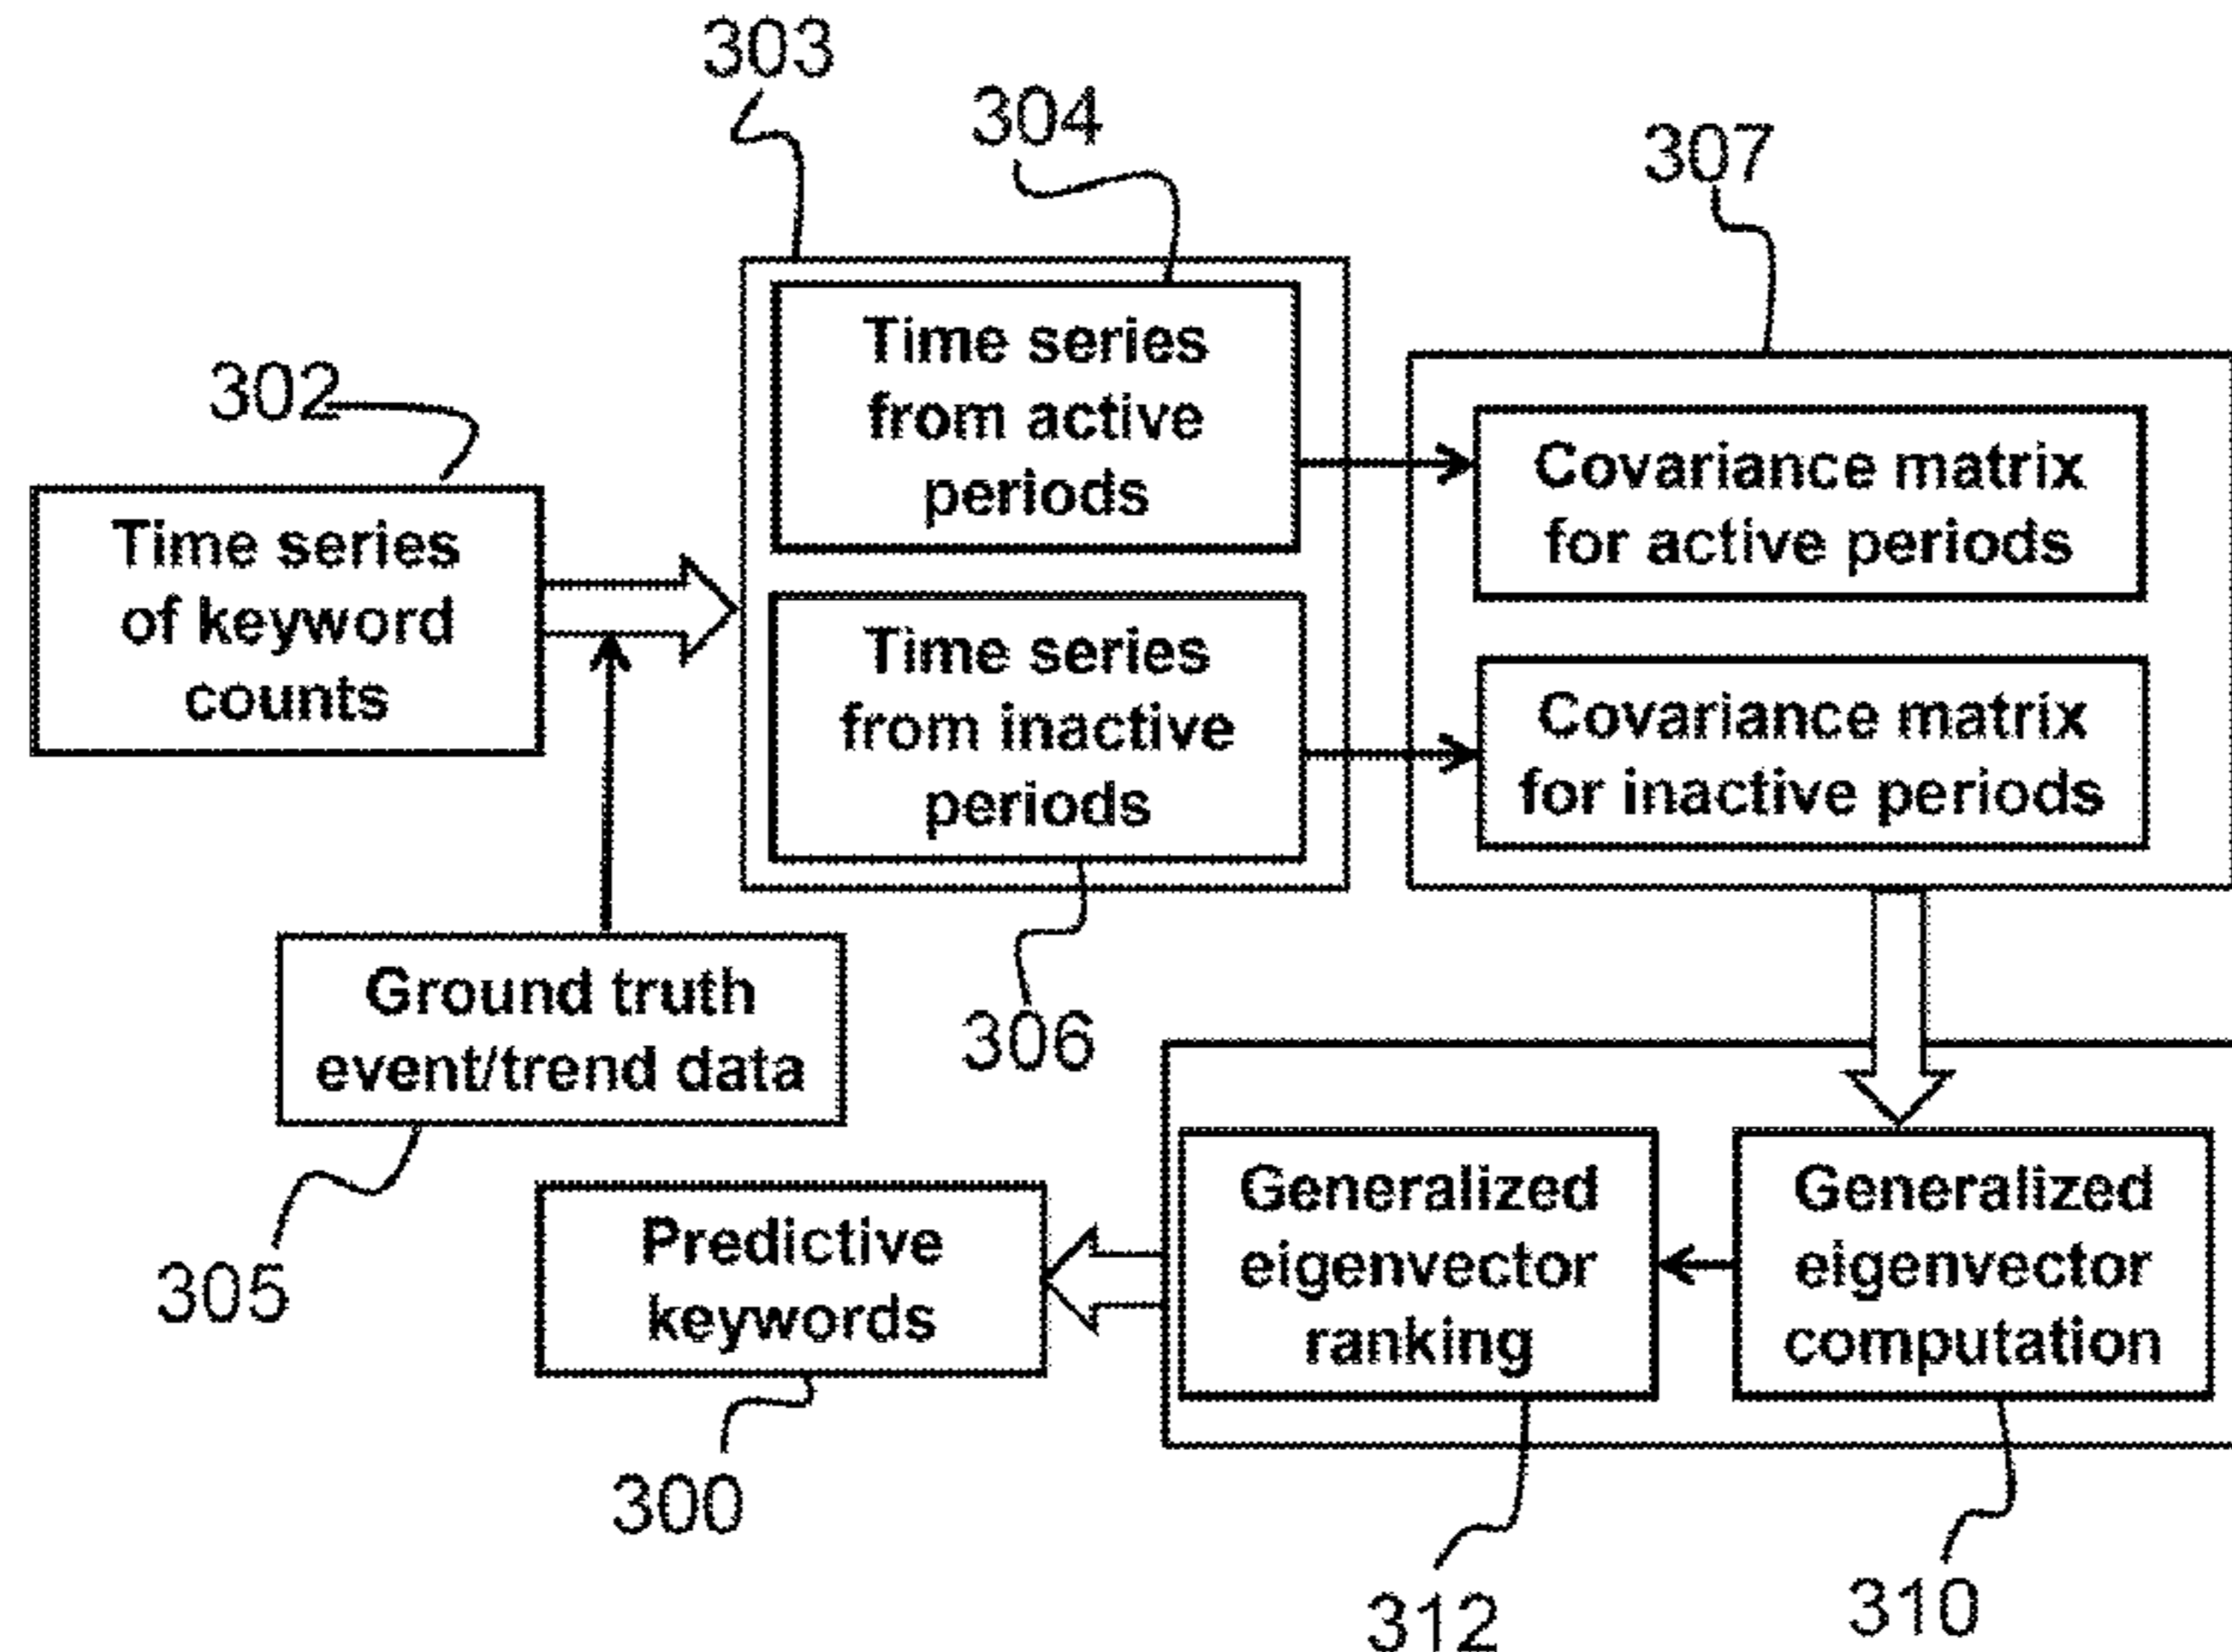 303
304
307
302
Time series
from active
periods
Covariance matrix
for active periods
Time series
of keyword
counts
Time series
from inactive
periods
Covariance matrix
for inactive periods
Ground truth
event/trend data
306
305
Predictive
keywords
Generalized
eigenvector
ranking
Generalized
eigenvector
computation
300
312
310